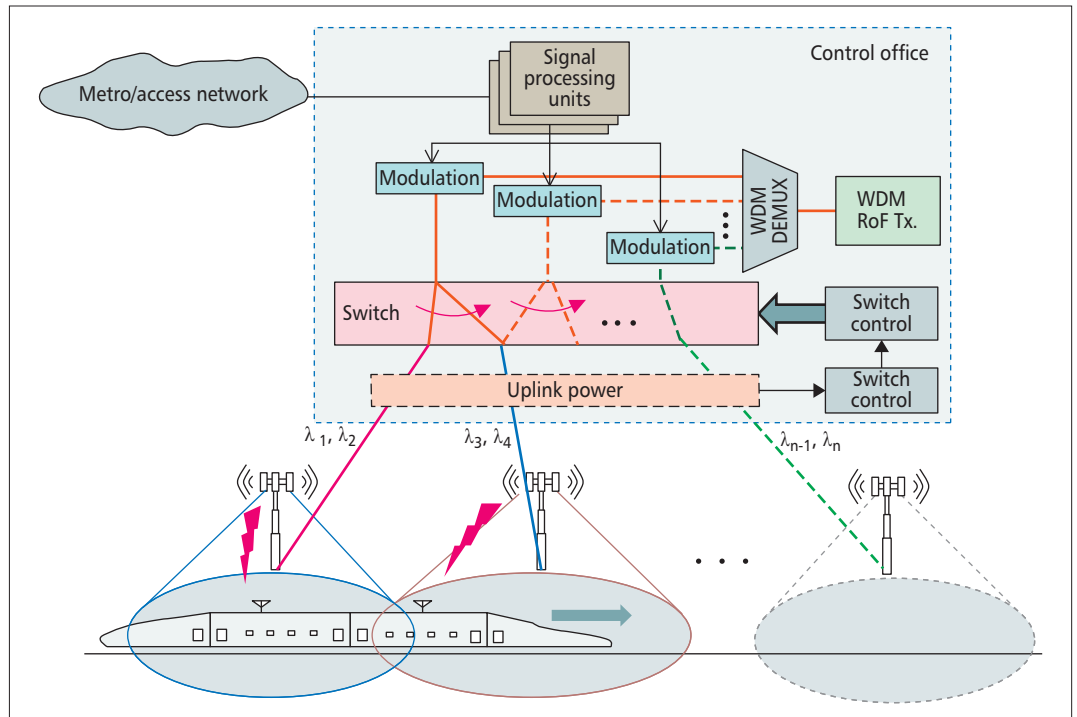 Control office
Signal
processing
units
Metro/access network
Modulation
Modulation
Modulation
WDM
DEMUX
WDM
RoF Tx.
Switch
Switch
control
Uplink power
Switch
control
λ1, λ2
λ3, λ4
λn-1, λn